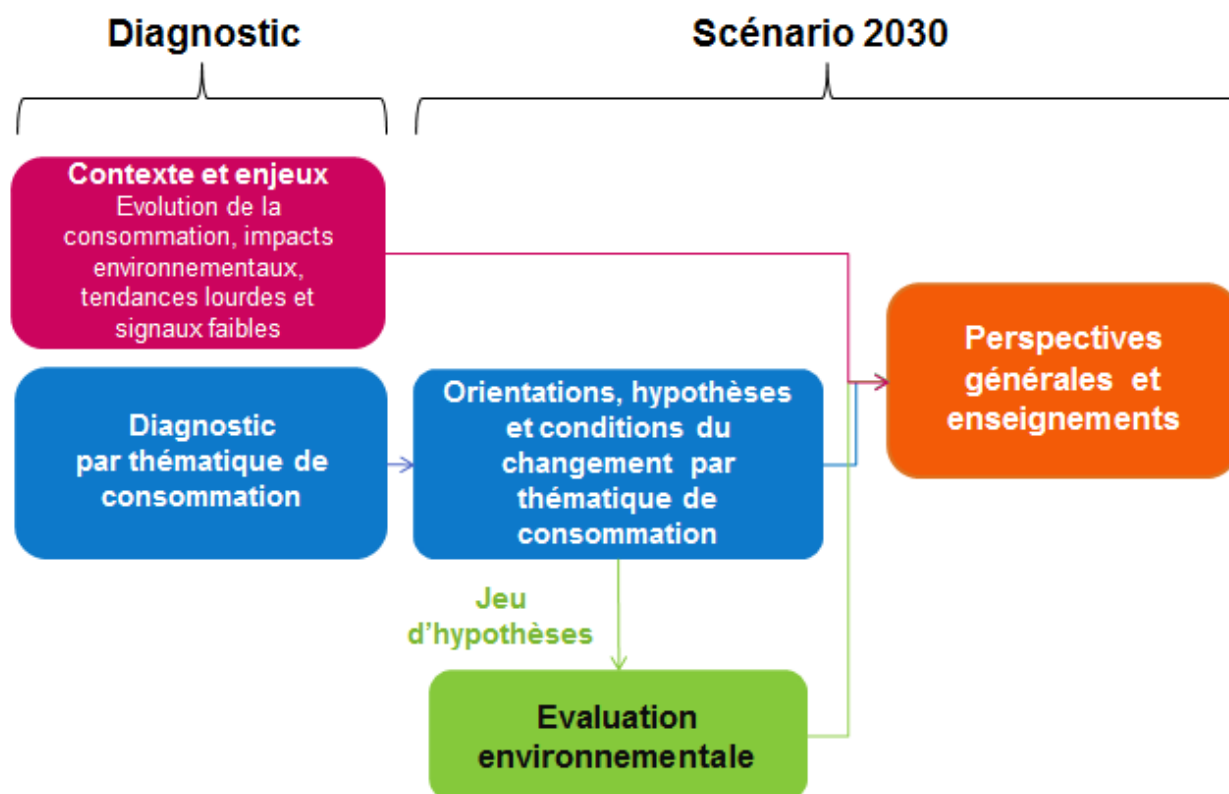 Diagnostic
Scénario 2030
Contexte et enjeux
Evolution de la
consommation, impacts
environnementaux,
tendances lourdes et
signaux faibles
Diagnostic
par thématique de
consommation
Orientations, hypothèses
et conditions du
changement par
thématique de
consommation
Perspectives
générales et
enseignements
Jeu
d’hypothèses
Evaluation
environnementale